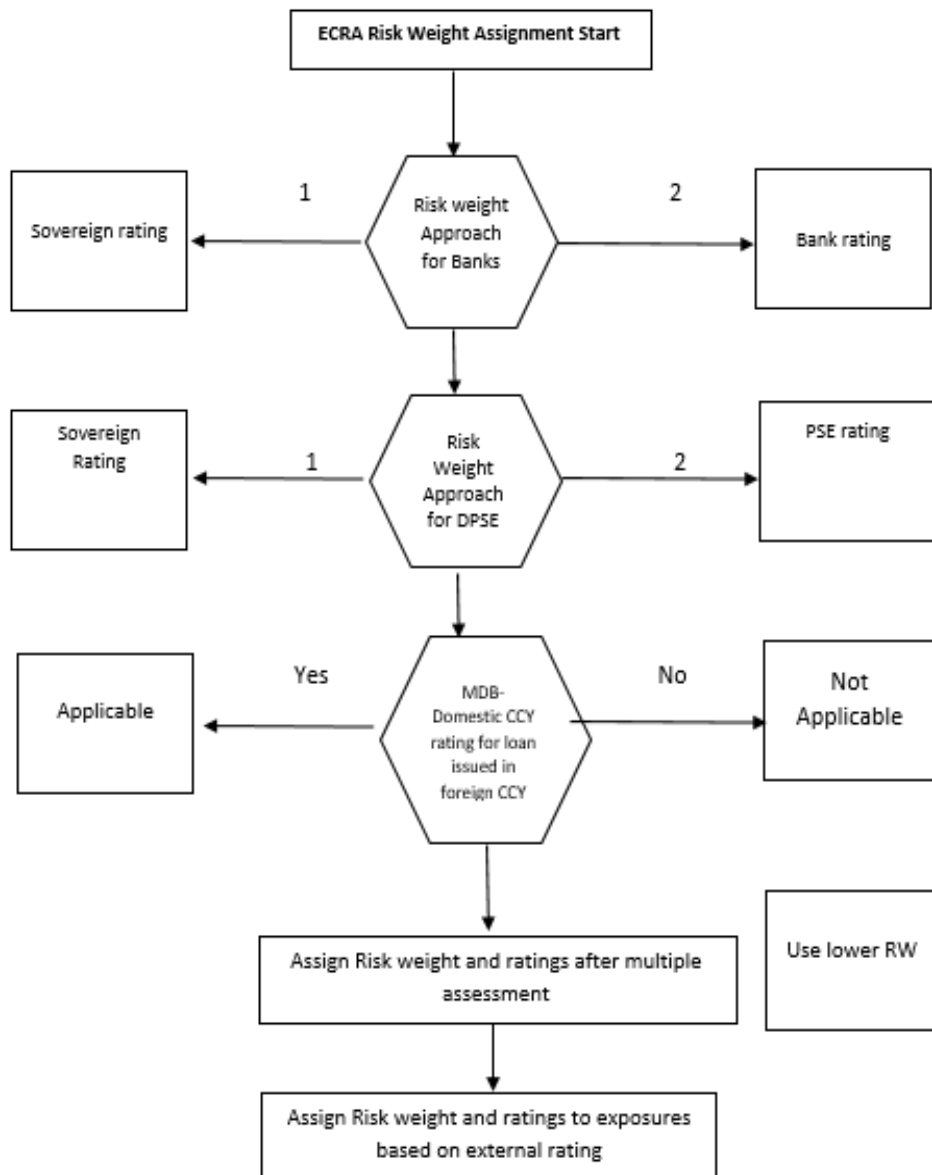 ECRA Risk Weight Assignment Start
1
2
Sovereign rating
Risk weight
Approach
for Banks
Bank rating
Sovereign
Rating
1
Risk
Weight
Approach
for DPSE
2
PSE rating
Yes
No
Applicable
MDB-
Domestic CCY
rating for loan
issued in
foreign CCY
Not
Applicable
Assign Risk weight and ratings after multiple
assessment
Use lower RW
Assign Risk weight and ratings to exposures
based on external rating